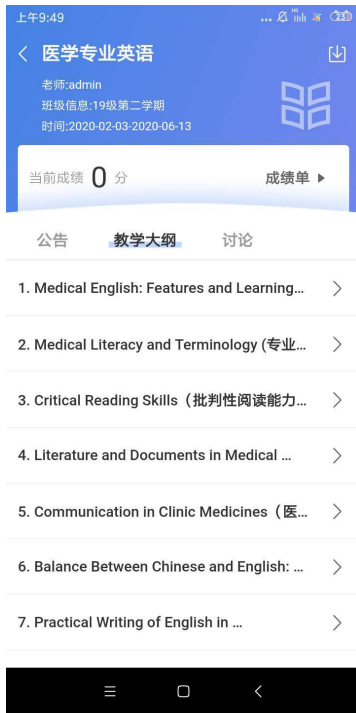 上午9:49
医学专业英语
老师:admin
班级信息:19级第二学期
时间:2020-02-03-2020-06-13
当前成绩 0 分 成绩单
公告 教学大纲 讨论
1. Medical English: Features and Learning...
2. Medical Literacy and Terminology (专业...
3. Critical Reading Skills（批判性阅读能力...
4. Literature and Documents in Medical ...
5. Communication in Clinic Medicines（医...
6. Balance Between Chinese and English: ...
7. Practical Writing of English in ...